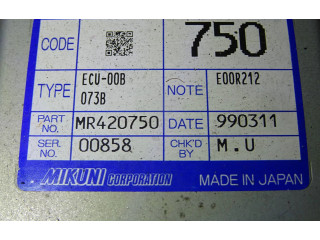 CODE 750
TYPE ECU-00B NOTE E00R212
073B
PART NO. MR420750 DATE 990311
SER. NO. 00858 CHK'D BY M.U
MIKUNI CORPORATION MADE IN JAPAN